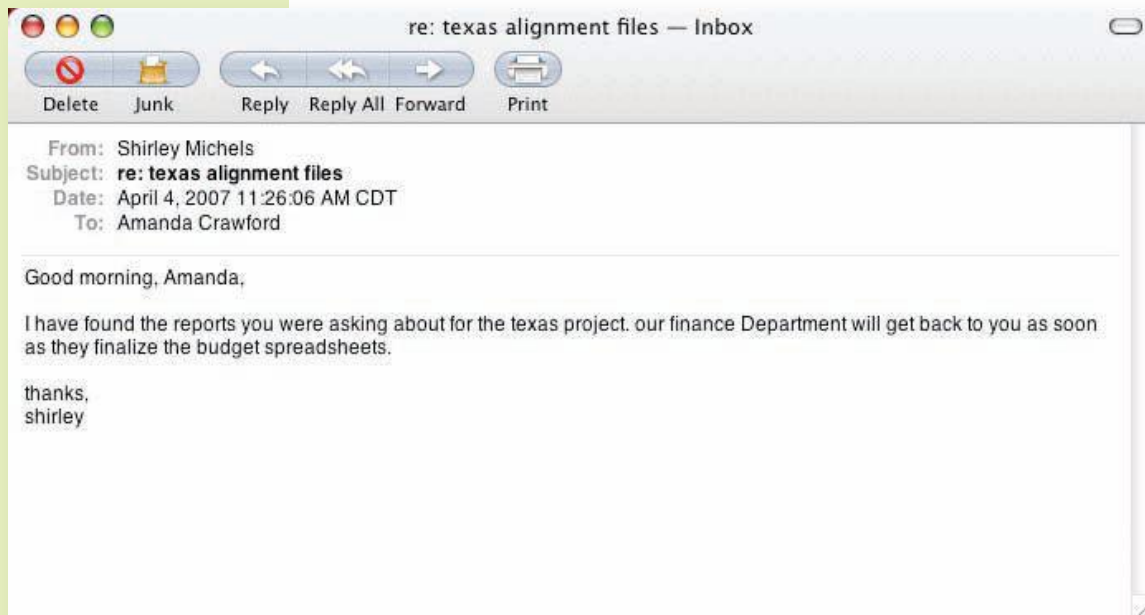 re: texas alignment files — Inbox
Delete Junk Reply Reply All Forward Print
From: Shirley Michels
Subject: re: texas alignment files
Date: April 4, 2007 11:26:06 AM CDT
To: Amanda Crawford
Good morning, Amanda,
I have found the reports you were asking about for the texas project. our finance Department will get back to you as soon
as they finalize the budget spreadsheets.
thanks,
shirley